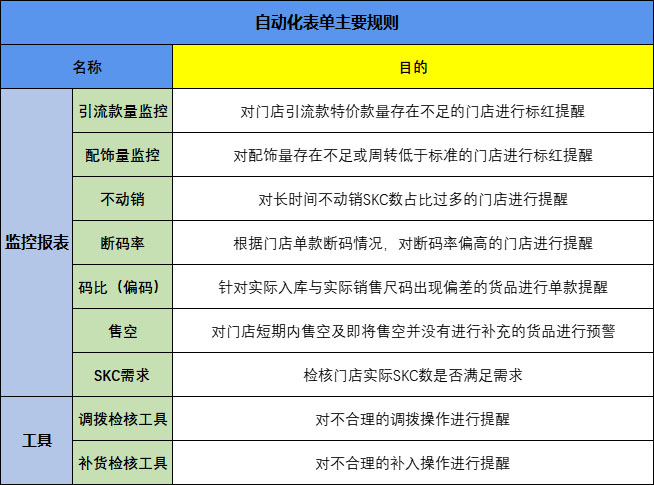 自动化表单主要规则
名称 目的
监控报表
引流款量监控 对门店引流款特价款量存在不足的门店进行标红提醒
配饰量监控 对配饰量存在不足或周转低于标准的门店进行标红提醒
不动销 对长时间不动销SKC数占比过多的门店进行提醒
断码率 根据门店单款断码情况，对断码率偏高的门店进行提醒
码比（偏码） 针对实际入库与实际销售尺码出现偏差的货品进行单款提醒
售空 对门店短期内售空及即将售空并没有进行补充的货品进行预警
SKC需求 检核门店实际SKC数是否满足需求
工具
调拨检核工具 对不合理的调拨操作进行提醒
补货检核工具 对不合理的补入操作进行提醒